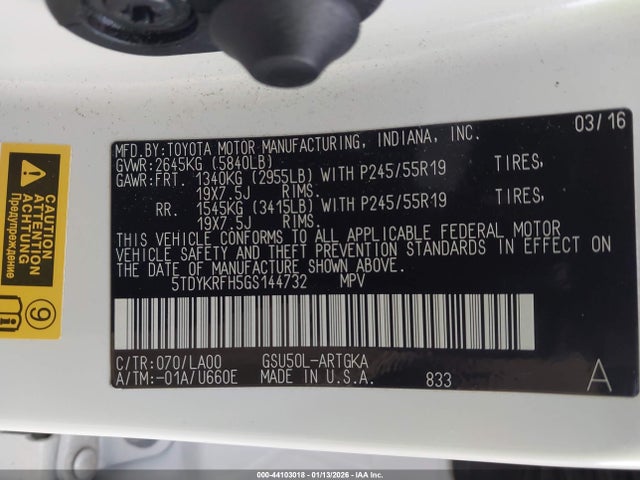 MFD.BY:TOYOTA MOTOR MANUFACTURING, INDIANA, INC. 03/16
GVWR:2645KG (5840LB)
GAWR:FRT. 1340KG (2955LB) WITH P245/55R19 TIRES,
19X7.5J RIMS.
RR. 1545KG (3415LB) WITH P245/55R19 TIRES,
19X7.5J RIMS.
THIS VEHICLE CONFORMS TO ALL APPLICABLE FEDERAL MOTOR
VEHICLE SAFETY AND THEFT PREVENTION STANDARDS IN EFFECT ON
THE DATE OF MANUFACTURE SHOWN ABOVE.
5TDYKRFH5GS144732 MPV
C/TR:070/LA00 GSU50L-ARTGKA
A/TM:-01A/U660E MADE IN U.S.A. 833 A
CAUTION
ATTENTION
ACHTUNG
Предупреждение
9
000-44103018 - 01/13/2026 - IAA Inc.